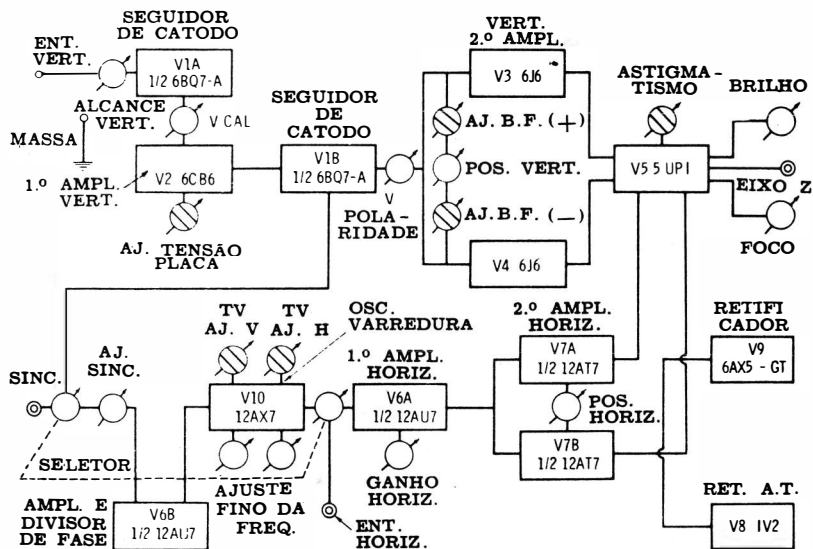 SEGUIDOR
DE CATODO
ENT.
VERT.
V1A
1/2 6BQ7-A
ALCANCE
VERT.
V CAL
MASSA
1.º AMPL.
VERT.
V2 6CB6
AJ. TENSÃO
PLACA
SEGUIDOR
DE
CATODO
V1B
1/2 6BQ7-A
V
POLA-
RIDADE
VERT.
2.º AMPL.
V3 6J6
AJ. B.F. (+)
POS. VERT.
AJ.B.F. (—)
V4 6J6
ASTIGMA-
TISMO
BRILHO
V5 5 UPI
EIXO Z
FOCO
SINC.
AJ.
SINC.
SELETOR
AMPL. E
DIVISOR
DE FASE
V6B
1/2 12AU7
TV
AJ. V
TV
AJ. H
OSC.
VARREDURA
V10
12AX7
AJUSTE
FINO DA
FREQ.
1.º AMPL.
HORIZ.
V6A
1/2 12AU7
GANHO
HORIZ.
ENT.
HORIZ.
2.º AMPL.
HORIZ.
V7A
1/2 12AT7
POS.
HORIZ.
V7B
1/2 12AT7
RETIFI
CADOR
V9
6AX5 - GT
RET. A.T.
V8 IV2